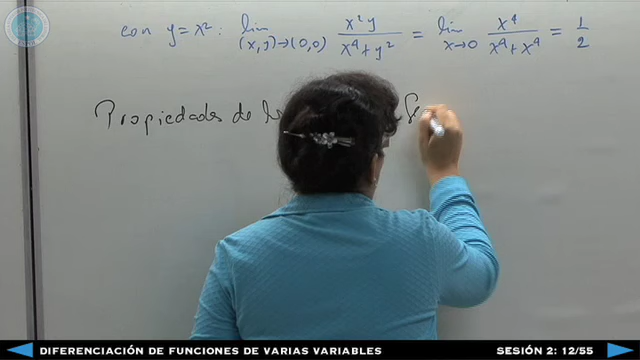 con y=x²: lim (x,y)→(0,0) x²y / x⁴+y² = lim x→0 x⁴ / x⁴+x⁴ = 1/2
Propiedades de
DIFERENCIACIÓN DE FUNCIONES DE VARIAS VARIABLES
SESIÓN 2: 12/55